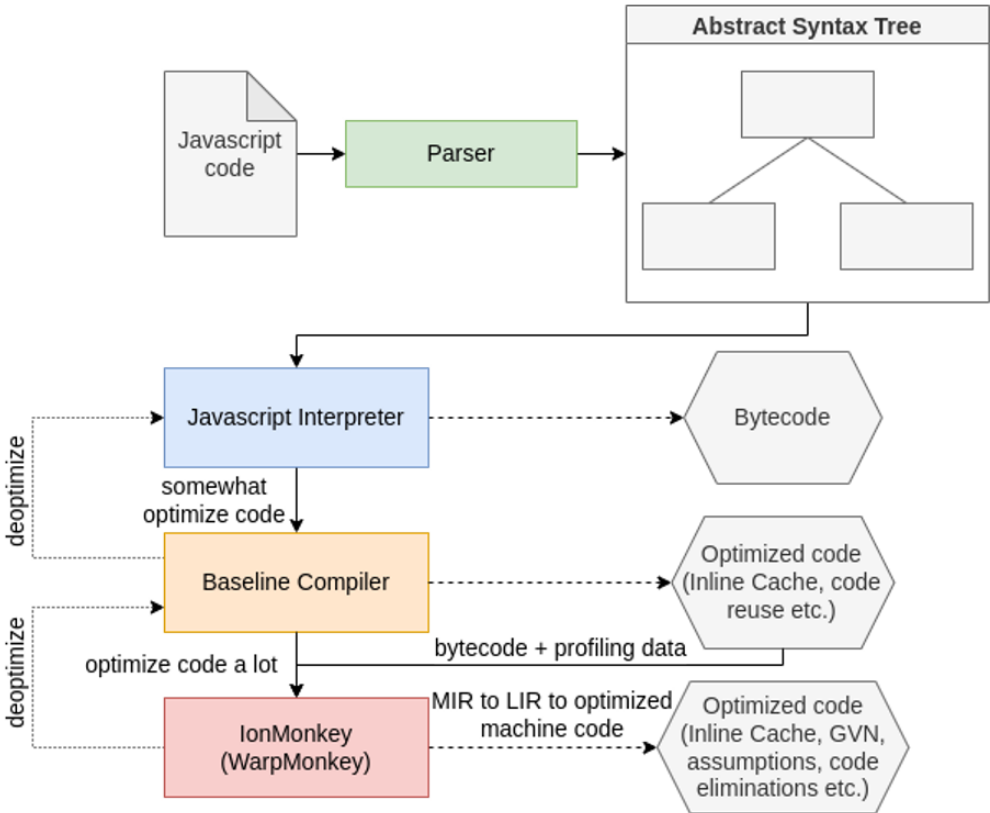 Abstract Syntax Tree
Javascript
code
Parser
Javascript Interpreter
Bytecode
deoptimize
somewhat
optimize code
Baseline Compiler
Optimized code
(Inline Cache, code
reuse etc.)
deoptimize
optimize code a lot
bytecode + profiling data
IonMonkey
(WarpMonkey)
MIR to LIR to optimized
machine code
Optimized code
(Inline Cache, GVN,
assumptions, code
eliminations etc.)